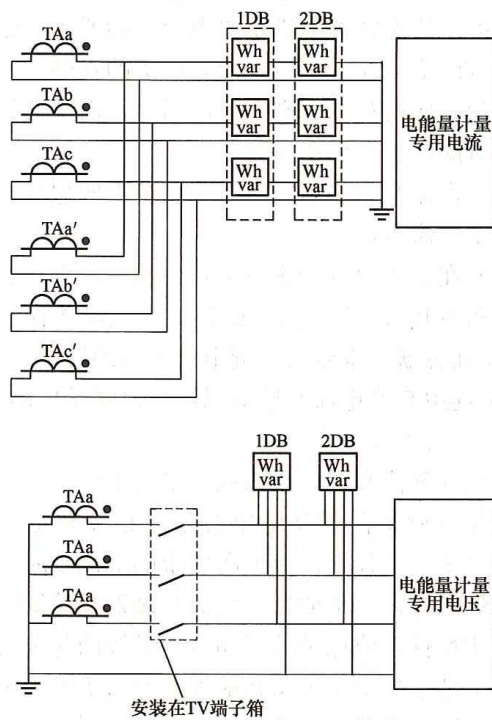 1DB 2DB
TAa
Wh
var
Wh
var
TAb
Wh
var
Wh
var
TAc
Wh
var
Wh
var
电能量计量
专用电流
TAa'
TAb'
TAc'
1DB 2DB
Wh
var
Wh
var
TAa
TAa
TAa
电能量计量
专用电压
安装在TV端子箱